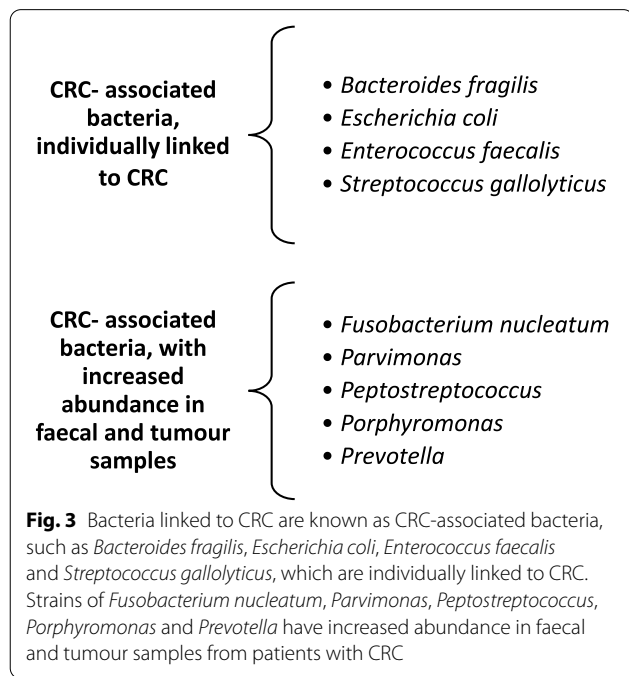 CRC- associated
bacteria,
individually linked
to CRC
• Bacteroides fragilis
• Escherichia coli
• Enterococcus faecalis
• Streptococcus gallolyticus
CRC- associated
bacteria, with
increased
abundance in
faecal and tumour
samples
• Fusobacterium nucleatum
• Parvimonas
• Peptostreptococcus
• Porphyromonas
• Prevotella
Fig. 3 Bacteria linked to CRC are known as CRC-associated bacteria,
such as Bacteroides fragilis, Escherichia coli, Enterococcus faecalis
and Streptococcus gallolyticus, which are individually linked to CRC.
Strains of Fusobacterium nucleatum, Parvimonas, Peptostreptococcus,
Porphyromonas and Prevotella have increased abundance in faecal
and tumour samples from patients with CRC